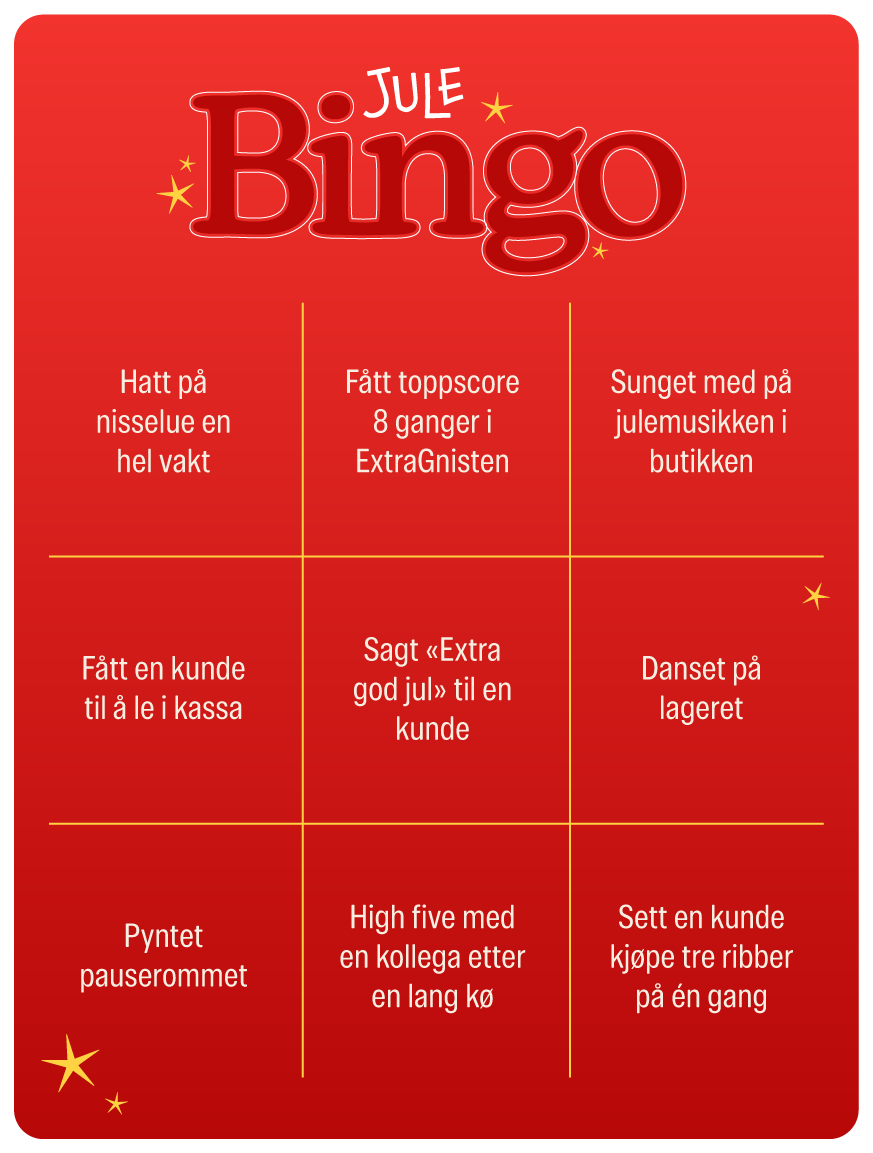 JULE
Bingo
Hatt på
nisselue en
hel vakt
Fått toppscore
8 ganger i
ExtraGnisten
Sunget med på
julemusikken i
butikken
Fått en kunde
til å le i kassa
Sagt «Extra
god jul» til en
kunde
Danset på
lageret
Pyntet
pauserommet
High five med
en kollega etter
en lang kø
Sett en kunde
kjøpe tre ribber
på én gang